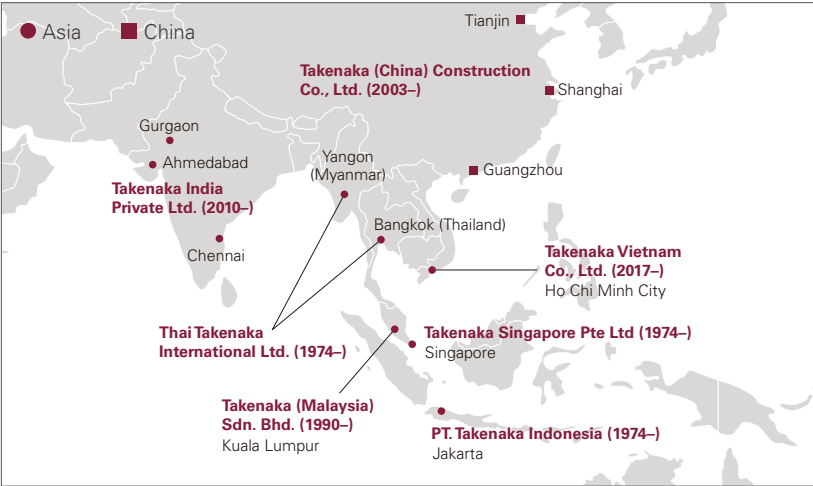 Asia
China
Tianjin
Takenaka (China) Construction
Co., Ltd. (2003–)
Shanghai
Gurgaon
Ahmedabad
Yangon
(Myanmar)
Guangzhou
Takenaka India
Private Ltd. (2010–)
Bangkok (Thailand)
Chennai
Takenaka Vietnam
Co., Ltd. (2017–)
Ho Chi Minh City
Thai Takenaka
International Ltd. (1974–)
Takenaka Singapore Pte Ltd (1974–)
Singapore
Takenaka (Malaysia)
Sdn. Bhd. (1990–)
Kuala Lumpur
PT. Takenaka Indonesia (1974–)
Jakarta